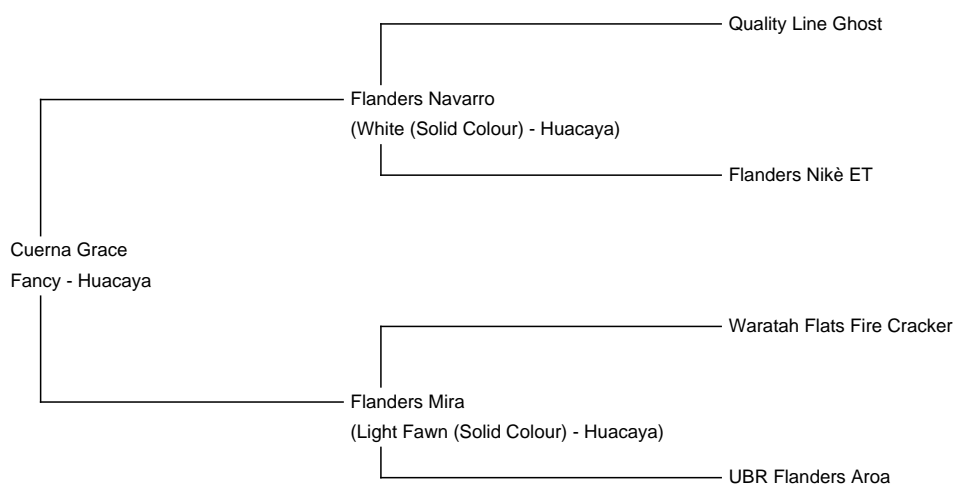 Quality Line Ghost
Flanders Navarro
(White (Solid Colour) - Huacaya)
Flanders Nikè ET
Cuerna Grace
Fancy - Huacaya
Waratah Flats Fire Cracker
Flanders Mira
(Light Fawn (Solid Colour) - Huacaya)
UBR Flanders Aroa